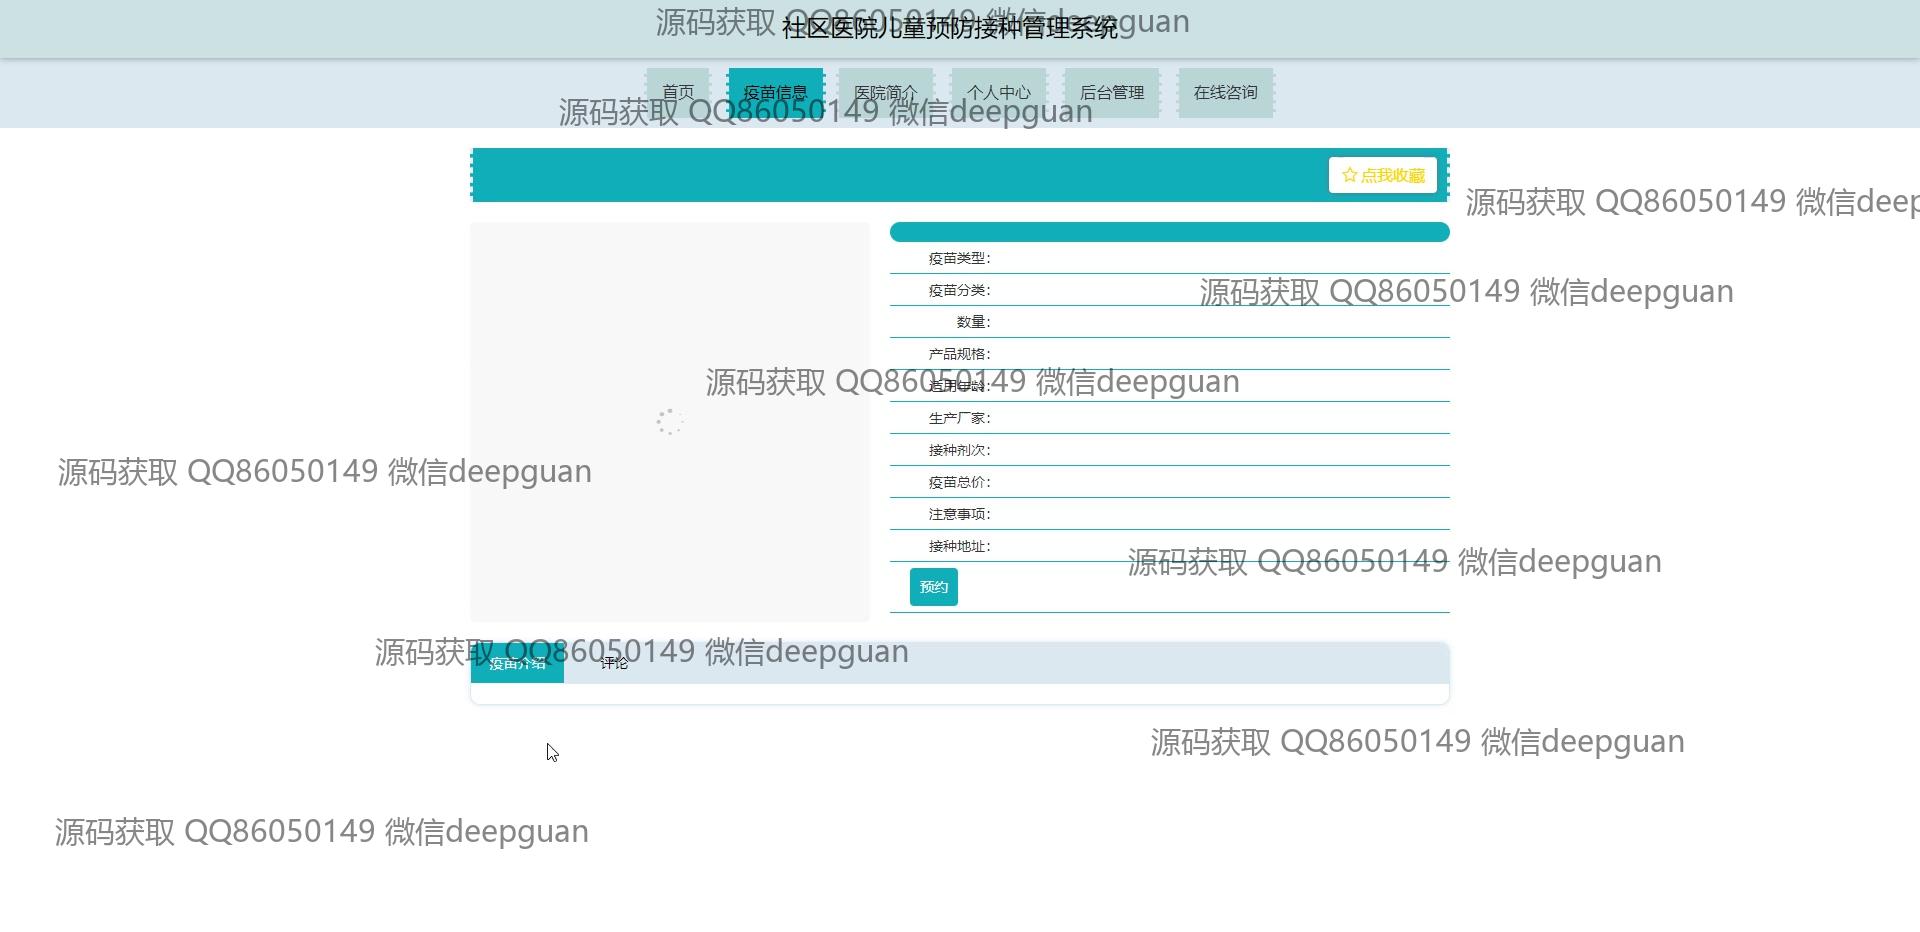 源码获取 QQ86050149 微信deepguan
社区医院儿童预防接种管理系统
首页 疫苗信息 医院简介 个人中心 后台管理 在线咨询
源码获取 QQ86050149 微信deepguan
点我收藏
源码获取 QQ86050149 微信deep
疫苗类型：
疫苗分类：
源码获取 QQ86050149 微信deepguan
数量：
产品规格：
适用年龄：
源码获取 QQ86050149 微信deepguan
生产厂家：
接种剂次：
源码获取 QQ86050149 微信deepguan
疫苗总价：
注意事项：
接种地址：
源码获取 QQ86050149 微信deepguan
预约
源码获取 QQ86050149 微信deepguan
疫苗介绍 评论
源码获取 QQ86050149 微信deepguan
源码获取 QQ86050149 微信deepguan